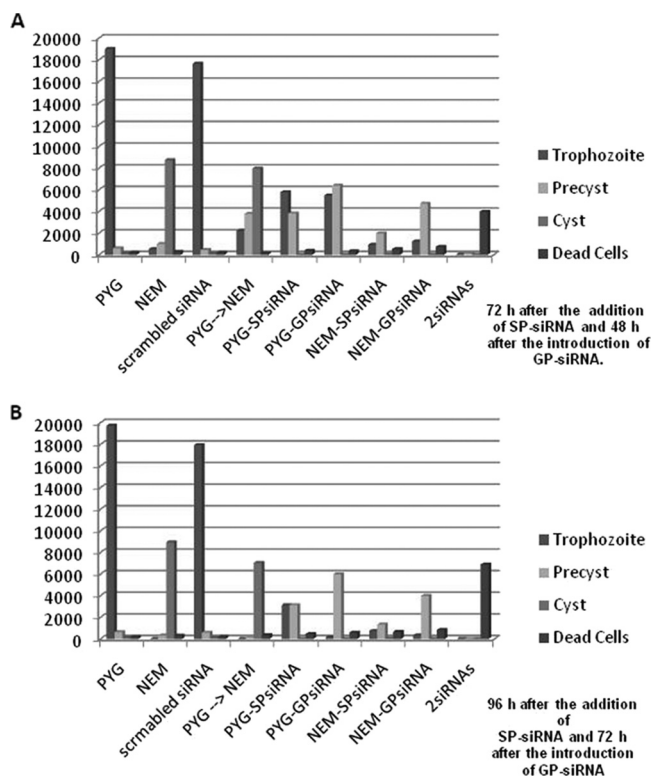 A
20000
18000
16000
14000
12000
10000
8000
6000
4000
2000
0
PYG
NEM
scrambled siRNA
PYG-->NEM
PYG-SPsiRNA
PYG-GPsiRNA
NEM-SPsiRNA
NEM-GPsiRNA
2siRNAs
Trophozoite
Precyst
Cyst
Dead Cells
72 h after the addition
of SP-siRNA and 48 h
after the introduction of
GP-siRNA.
B
20000
18000
16000
14000
12000
10000
8000
6000
4000
2000
0
PYG
NEM
scrmabled siRNA
PYG --> NEM
PYG-SPsiRNA
PYG-GPsiRNA
NEM-SPsiRNA
NEM-GPsiRNA
2siRNAs
Trophozoite
Precyst
Cyst
Dead Cells
96 h after the addition
of
SP-siRNA and 72 h
after the introduction
of GP-siRNA